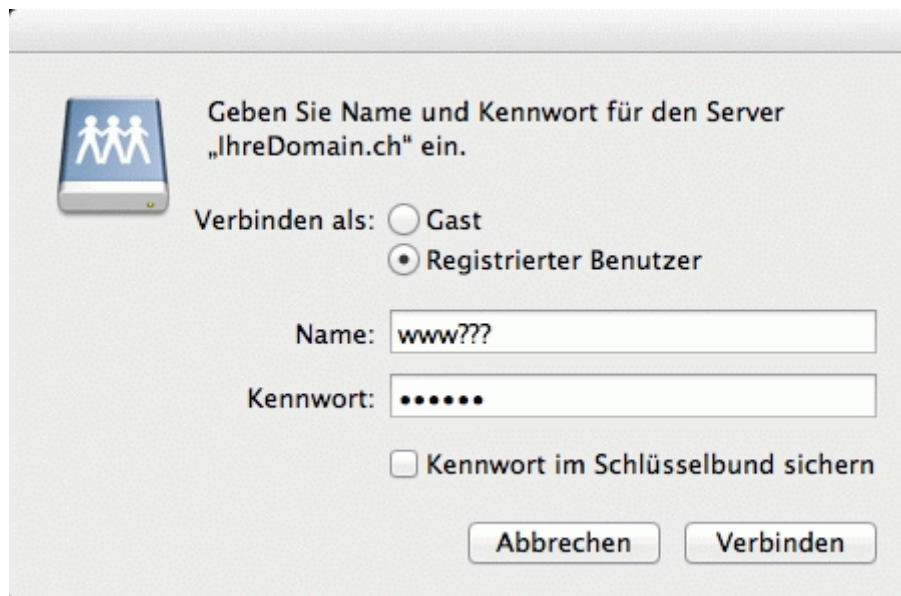 Geben Sie Name und Kennwort für den Server
„IhreDomain.ch" ein.
Verbinden als: Gast
Registrierter Benutzer
Name: www???
Kennwort: ••••••
Kennwort im Schlüsselbund sichern
Abbrechen Verbinden